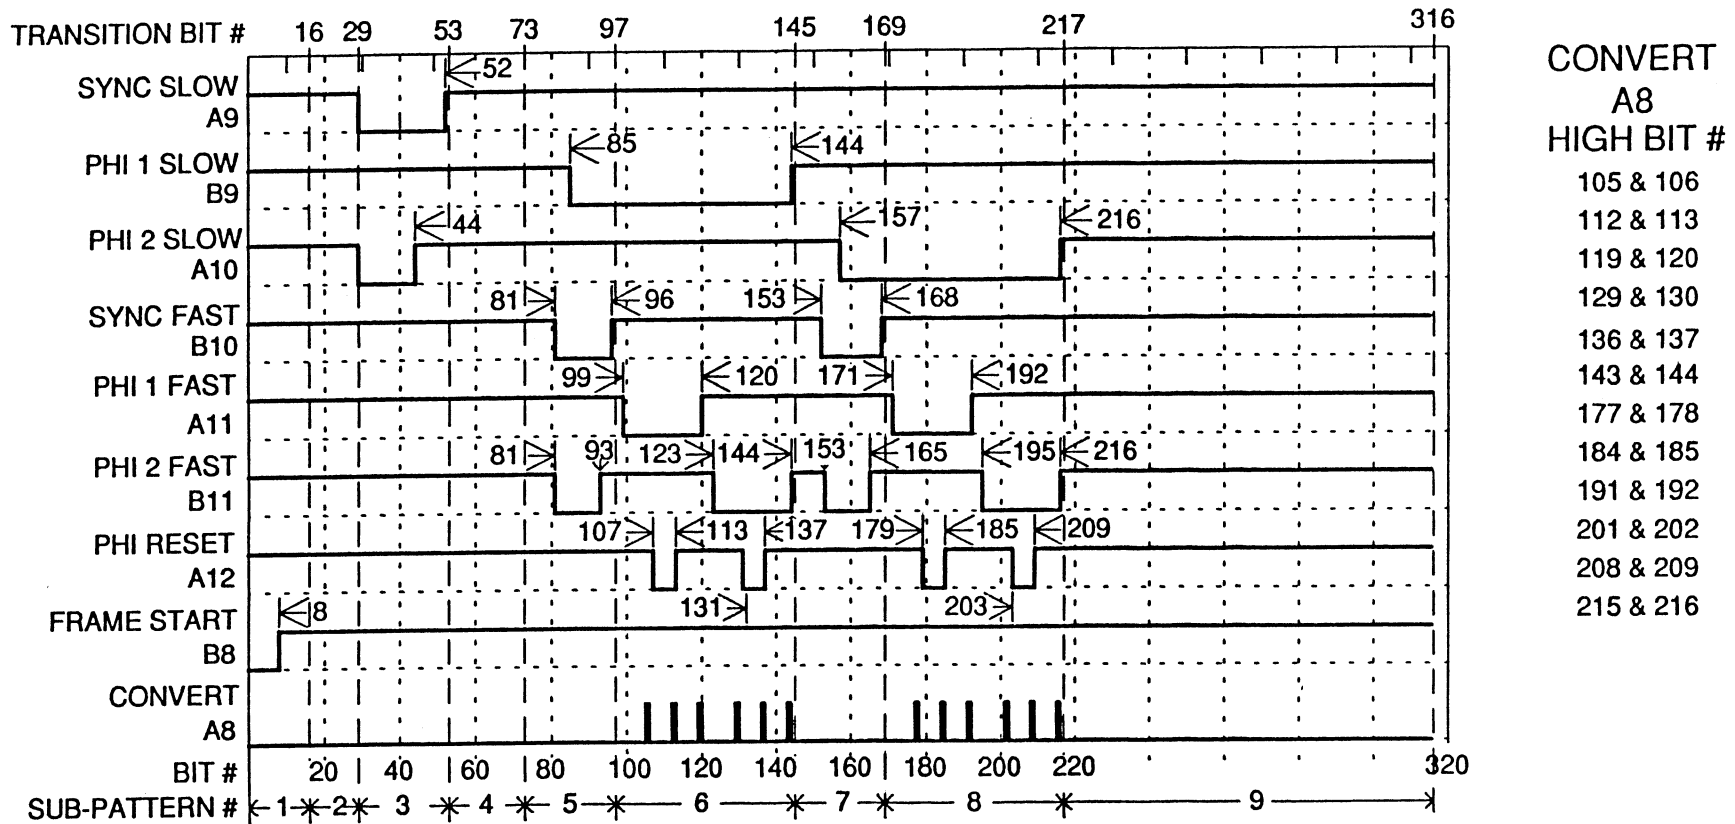 TRANSITION BIT # 16 29 53 73 97 145 169 217 316
SYNC SLOW 52
A9
PHI 1 SLOW 85 144
B9
PHI 2 SLOW 44 157 216
A10
SYNC FAST 81 96 153 168
B10
PHI 1 FAST 99 120 171 192
A11
PHI 2 FAST 81 93 123 144 153 165 195 216
B11
PHI RESET 107 113 137 179 185 209
A12
131 203
FRAME START 8
B8
CONVERT
A8
BIT # 20 40 60 80 100 120 140 160 180 200 220 320
SUB-PATTERN # 1 2 3 4 5 6 7 8 9
CONVERT
A8
HIGH BIT #
105 & 106
112 & 113
119 & 120
129 & 130
136 & 137
143 & 144
177 & 178
184 & 185
191 & 192
201 & 202
208 & 209
215 & 216